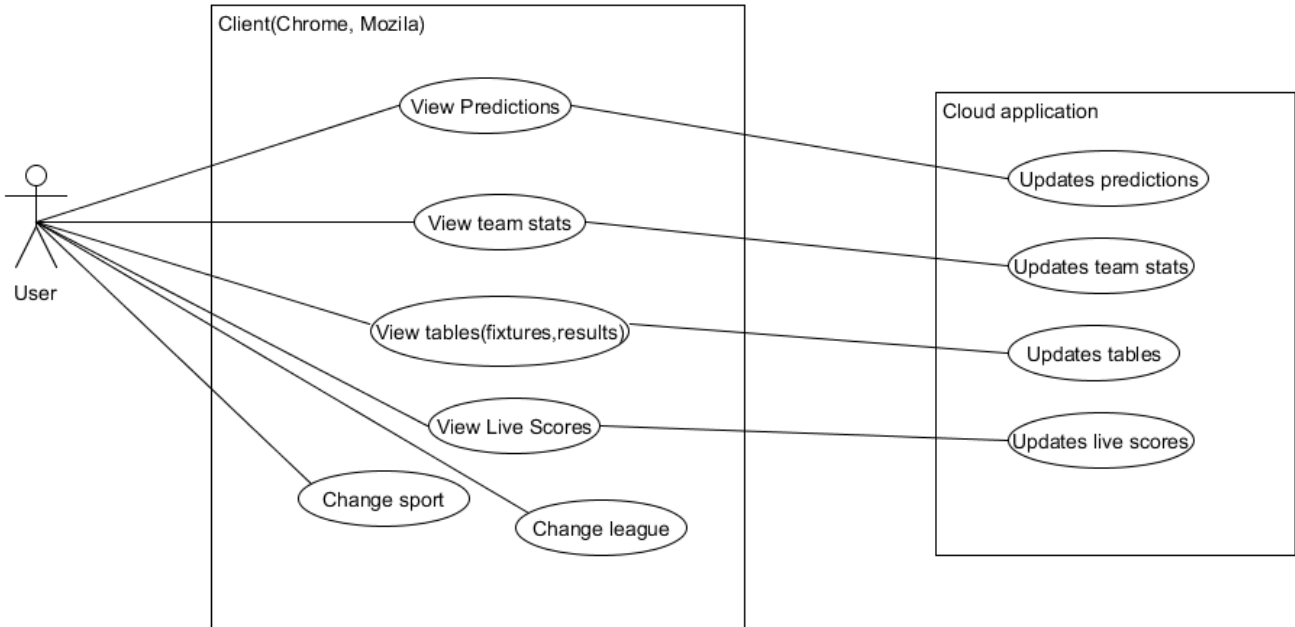 Client(Chrome, Mozila)
View Predictions
Cloud application
Updates predictions
View team stats
Updates team stats
User
View tables(fixtures,results)
Updates tables
View Live Scores
Updates live scores
Change sport
Change league